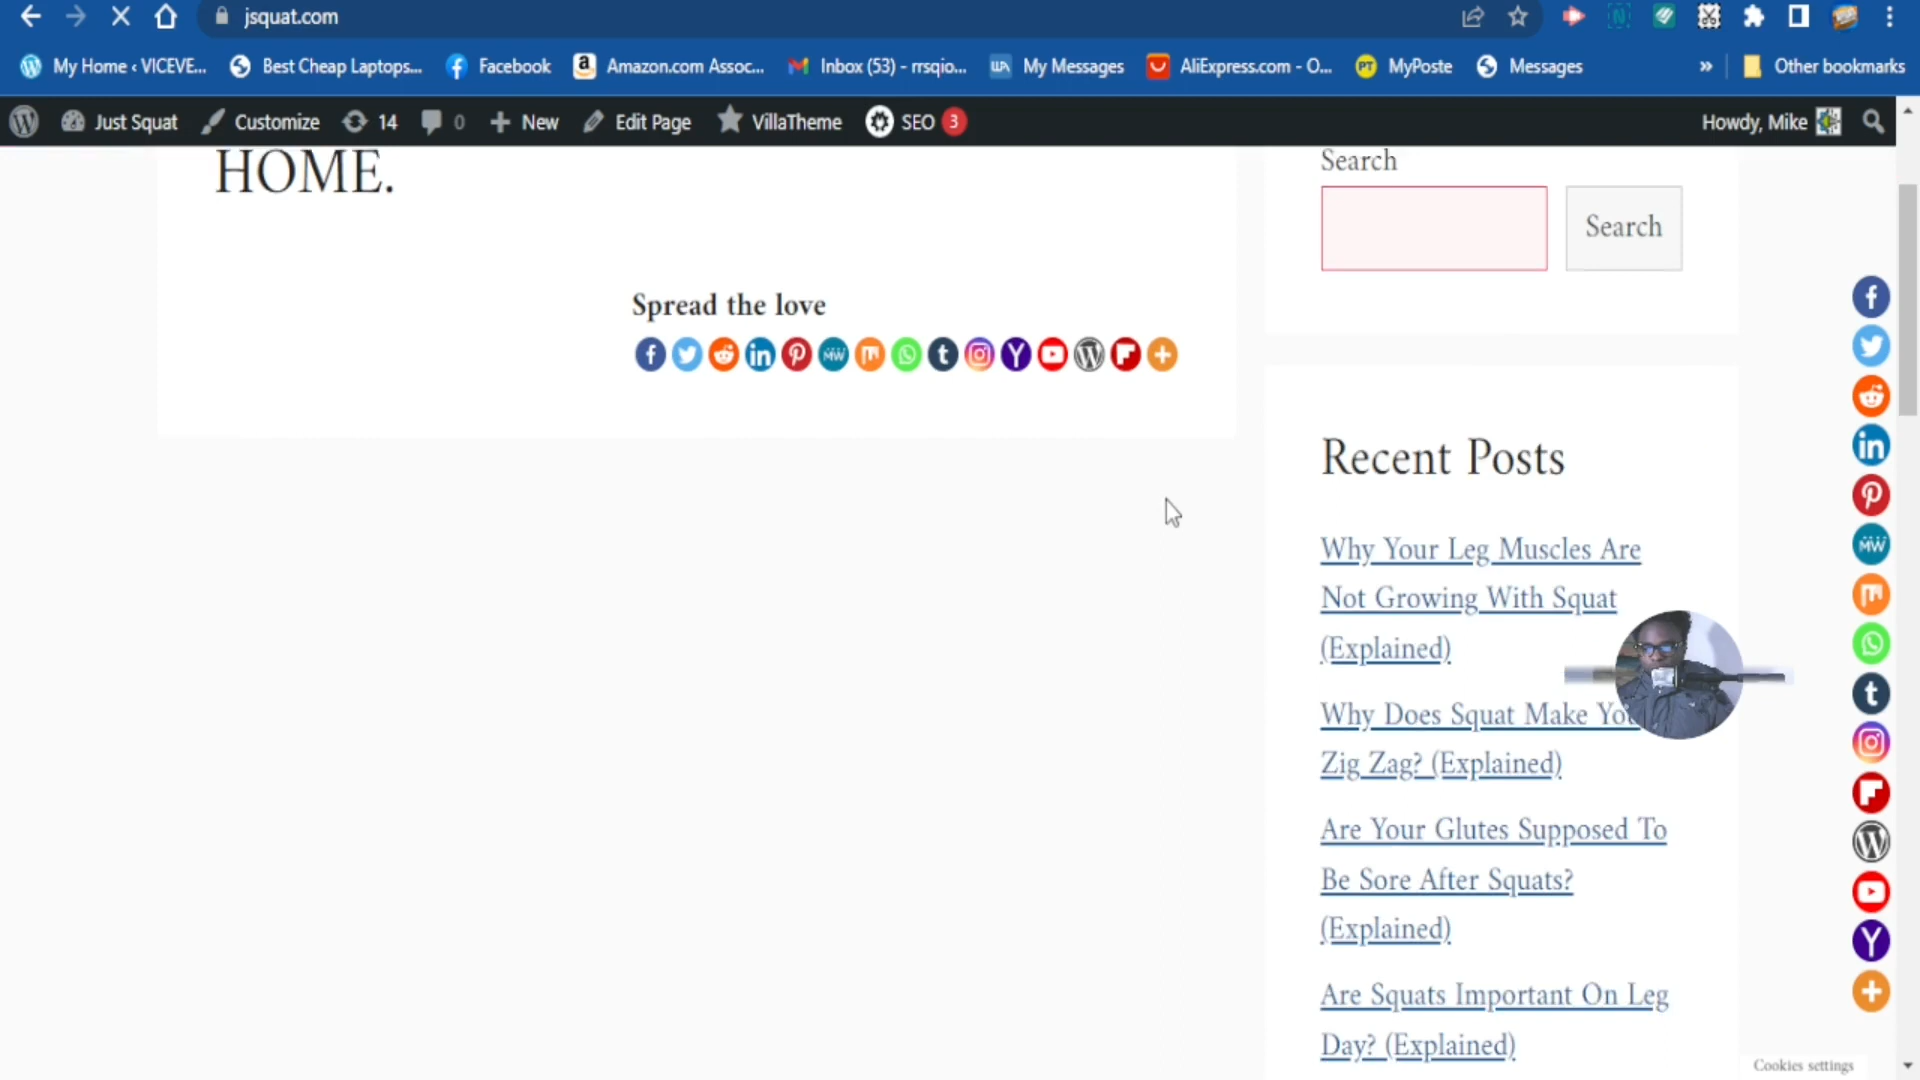 jsquat.com
My Home ‹ VICEVE... Best Cheap Laptops... Facebook Amazon.com Assoc... Inbox (53) - rrsqio... My Messages AliExpress.com - O... MyPoste Messages » Other bookmarks
Just Squat Customize 14 0 New Edit Page VillaTheme SEO 3 Howdy, Mike
HOME.
Spread the love
Search
Search
Recent Posts
Why Your Leg Muscles Are
Not Growing With Squat
(Explained)
Why Does Squat Make
Zig Zag? (Explained)
Are Your Glutes Supposed To
Be Sore After Squats?
(Explained)
Are Squats Important On Leg
Day? (Explained)
Cookies settings